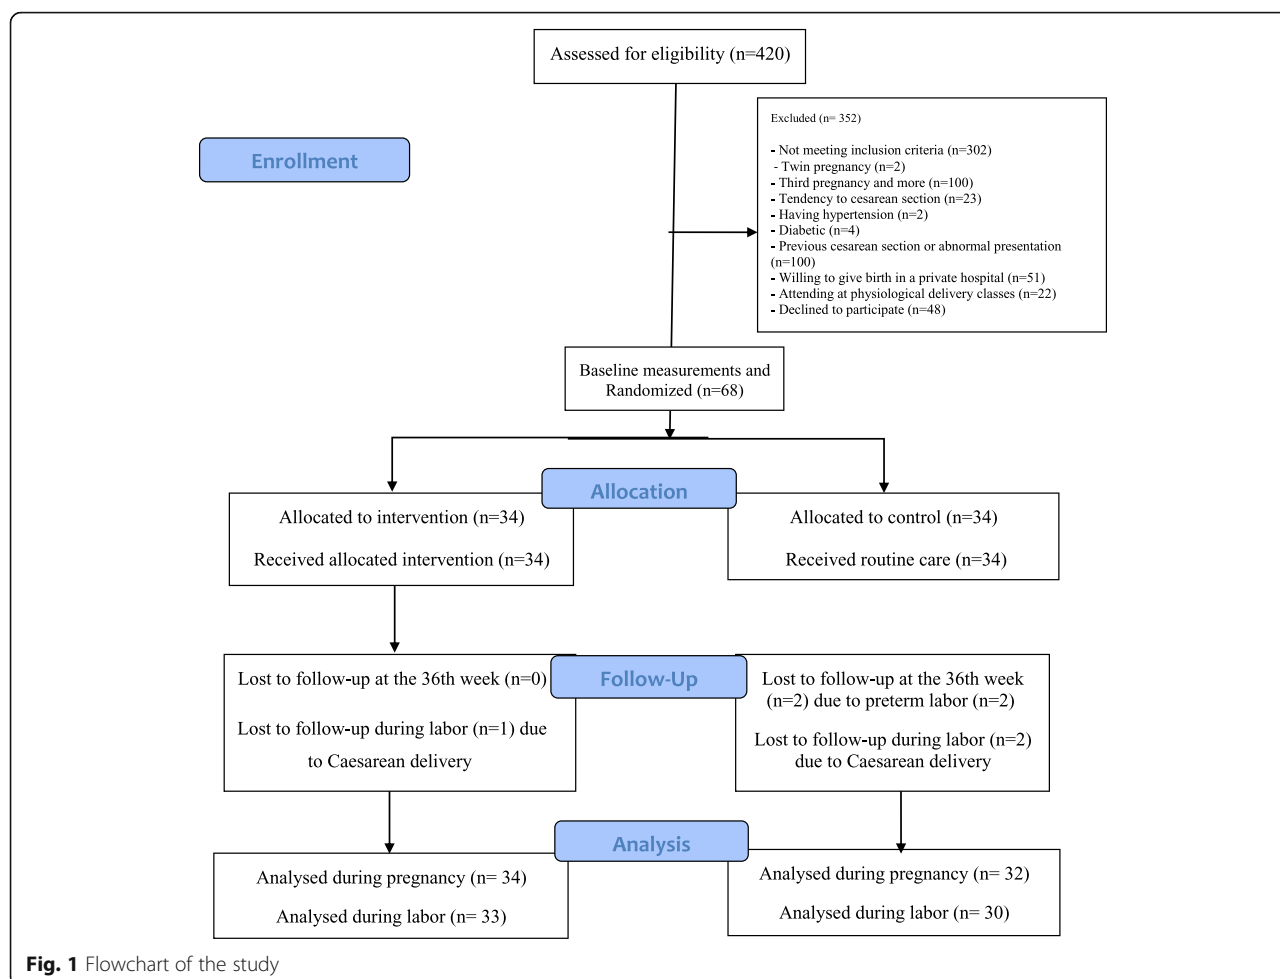 Assessed for eligibility (n=420)
Excluded (n= 352)
- Not meeting inclusion criteria (n=302)
- Twin pregnancy (n=2)
- Third pregnancy and more (n=100)
- Tendency to cesarean section (n=23)
- Having hypertension (n=2)
- Diabetic (n=4)
- Previous cesarean section or abnormal presentation
(n=100)
- Willing to give birth in a private hospital (n=51)
- Attending at physiological delivery classes (n=22)
- Declined to participate (n=48)
Enrollment
Baseline measurements and
Randomized (n=68)
Allocation
Allocated to intervention (n=34)
Received allocated intervention (n=34)
Allocated to control (n=34)
Received routine care (n=34)
Follow-Up
Lost to follow-up at the 36th week (n=0)
Lost to follow-up during labor (n=1) due
to Caesarean delivery
Lost to follow-up at the 36th week
(n=2) due to preterm labor (n=2)
Lost to follow-up during labor (n=2)
due to Caesarean delivery
Analysis
Analysed during pregnancy (n= 34)
Analysed during labor (n= 33)
Analysed during pregnancy (n= 32)
Analysed during labor (n= 30)
Fig. 1 Flowchart of the study